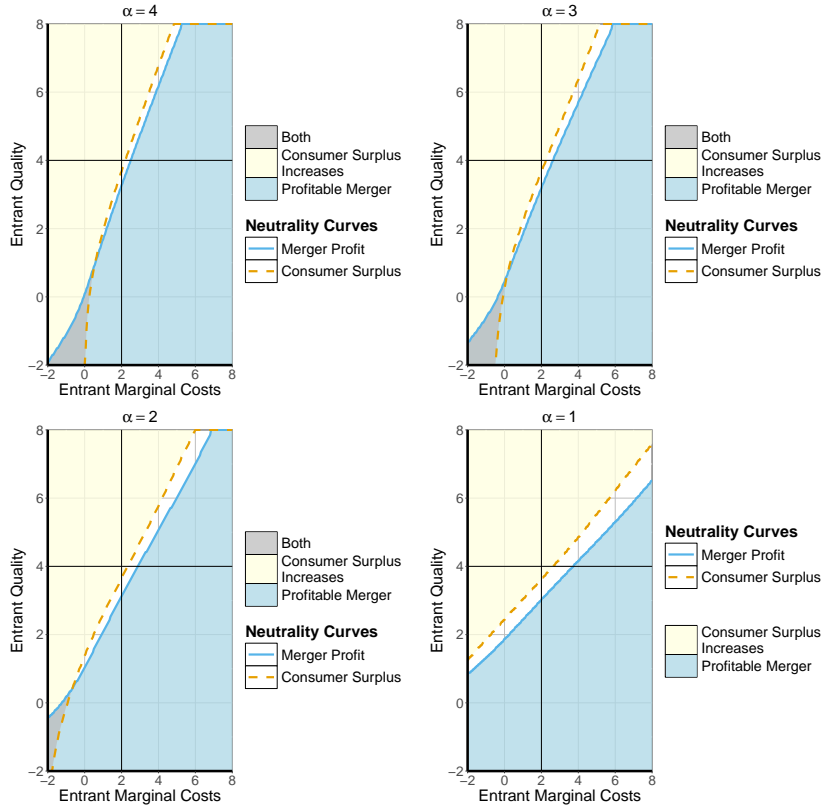 α = 4
8
6
4
2
0
−2
−2 0 2 4 6 8
Entrant Quality
Entrant Marginal Costs
Both
Consumer Surplus
Increases
Profitable Merger
Neutrality Curves
Merger Profit
Consumer Surplus
α = 3
8
6
4
2
0
−2
−2 0 2 4 6 8
Entrant Quality
Entrant Marginal Costs
Both
Consumer Surplus
Increases
Profitable Merger
Neutrality Curves
Merger Profit
Consumer Surplus
α = 2
8
6
4
2
0
−2
−2 0 2 4 6 8
Entrant Quality
Entrant Marginal Costs
Both
Consumer Surplus
Increases
Profitable Merger
Neutrality Curves
Merger Profit
Consumer Surplus
α = 1
8
6
4
2
0
−2
−2 0 2 4 6 8
Entrant Quality
Entrant Marginal Costs
Neutrality Curves
Merger Profit
Consumer Surplus
Consumer Surplus
Increases
Profitable Merger